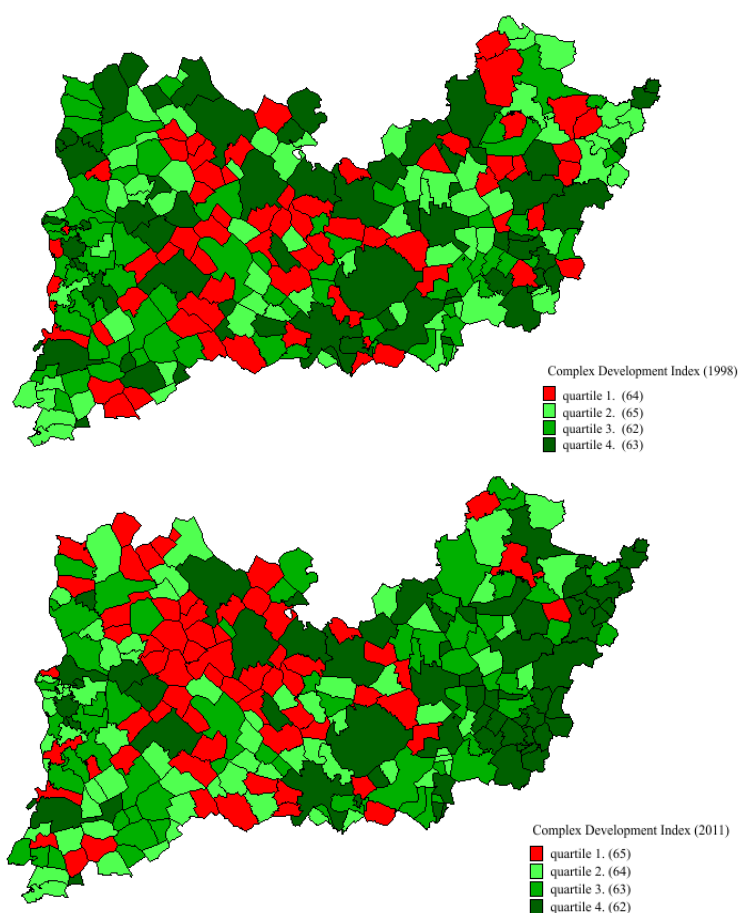 Complex Development Index (1998)
quartile 1. (64)
quartile 2. (65)
quartile 3. (62)
quartile 4. (63)
Complex Development Index (2011)
quartile 1. (65)
quartile 2. (64)
quartile 3. (63)
quartile 4. (62)